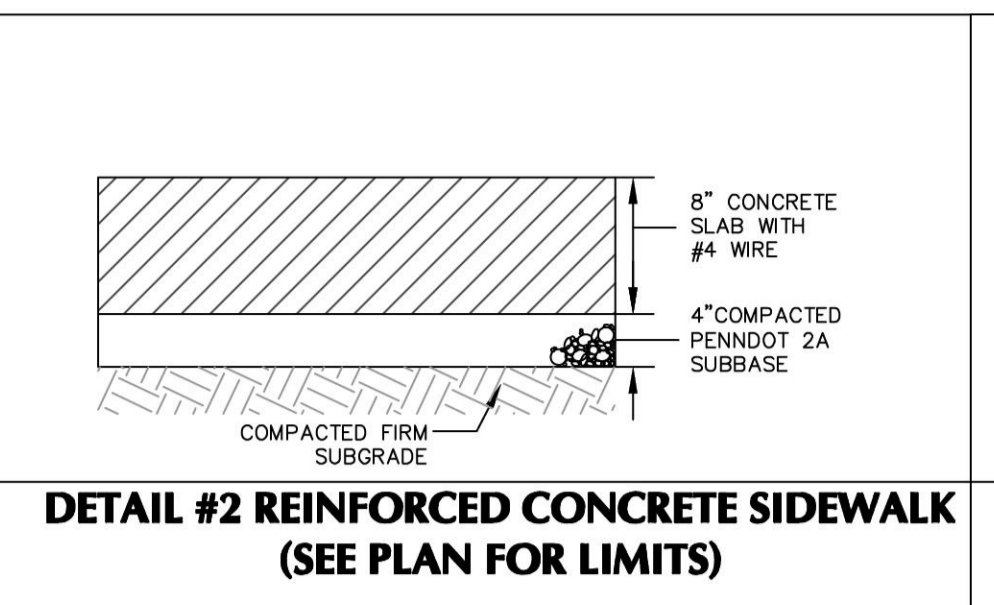 8" CONCRETE
SLAB WITH
#4 WIRE
4"COMPACTED
PENNDOT 2A
SUBBASE
COMPACTED FIRM
SUBGRADE
DETAIL #2 REINFORCED CONCRETE SIDEWALK
(SEE PLAN FOR LIMITS)